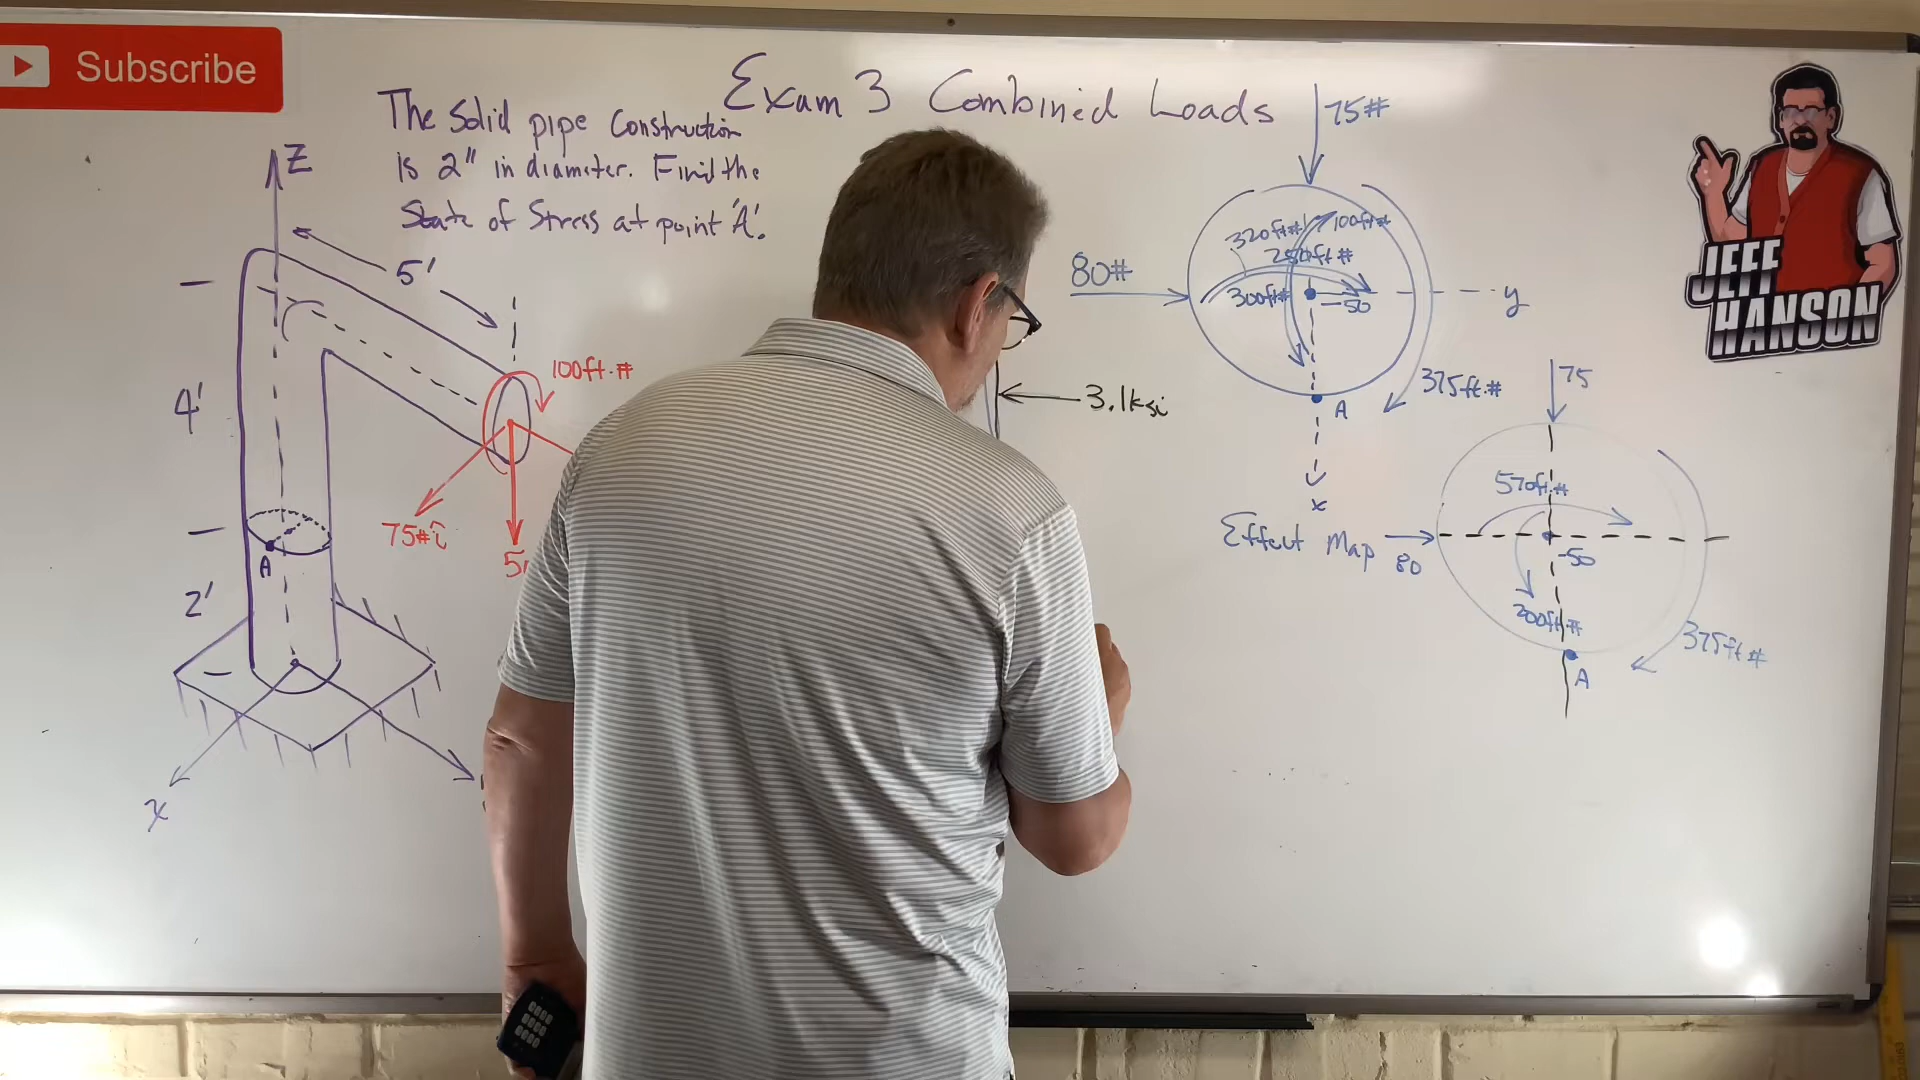 Subscribe
Exam 3 Combined Loads
The Solid pipe Construction
is 2" in diameter. Find the
State of Stress at point 'A'.
Z
5'
4'
2'
A
x
100ft.#
75#î
75#
80#
320ft#
100ft#
250ft#
300ft#
-50
y
375ft.#
A
x
3.1ksi
Effect Map
80
75
570ft.#
-50
200ft.#
375ft#
A
JEFF
HANSON